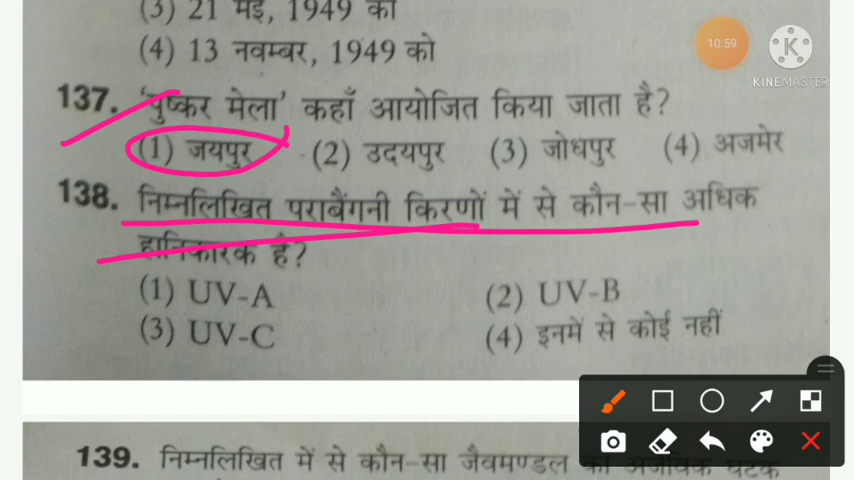 (3) 21 मई, 1949 को
(4) 13 नवम्बर, 1949 को
10:59
KINEMASTER
137. 'पुष्कर मेला' कहाँ आयोजित किया जाता है?
(1) जयपुर (2) उदयपुर (3) जोधपुर (4) अजमेर
138. निम्नलिखित पराबैंगनी किरणों में से कौन-सा अधिक
हानिकारक है?
(1) UV-A (2) UV-B
(3) UV-C (4) इनमें से कोई नहीं
139. निम्नलिखित में से कौन-सा जैवमण्डल का अजैविक घटक